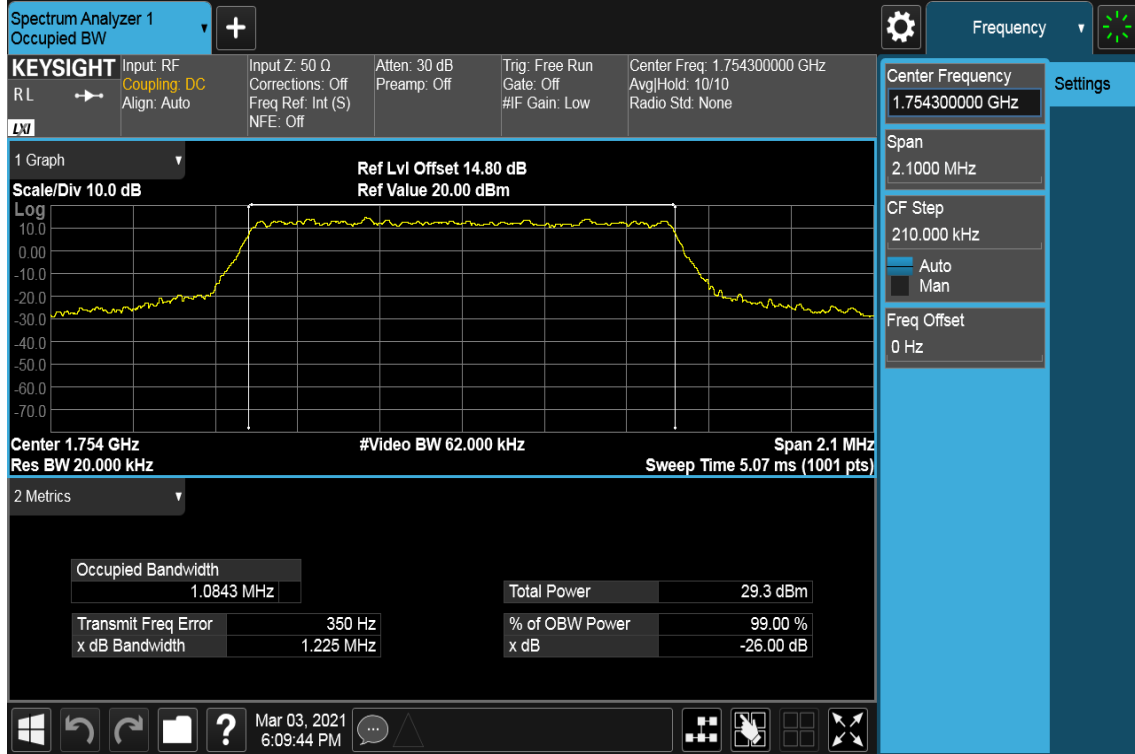 Spectrum Analyzer 1
Occupied BW
+
Frequency
KEYSIGHT
RL
LXI
Input: RF
Coupling: DC
Align: Auto
Input Z: 50 Ω
Corrections: Off
Freq Ref: Int (S)
NFE: Off
Atten: 30 dB
Preamp: Off
Trig: Free Run
Gate: Off
#IF Gain: Low
Center Freq: 1.754300000 GHz
Avg|Hold: 10/10
Radio Std: None
Center Frequency
1.754300000 GHz
Settings
Span
2.1000 MHz
CF Step
210.000 kHz
Auto
Man
Freq Offset
0 Hz
1 Graph
Ref Lvl Offset 14.80 dB
Scale/Div 10.0 dB
Ref Value 20.00 dBm
Log
10.0
0.00
-10.0
-20.0
-30.0
-40.0
-50.0
-60.0
-70.0
Center 1.754 GHz
#Video BW 62.000 kHz
Span 2.1 MHz
Res BW 20.000 kHz
Sweep Time 5.07 ms (1001 pts)
2 Metrics
Occupied Bandwidth
1.0843 MHz
Total Power 29.3 dBm
Transmit Freq Error 350 Hz
% of OBW Power 99.00 %
x dB Bandwidth 1.225 MHz
x dB -26.00 dB
?
Mar 03, 2021
6:09:44 PM